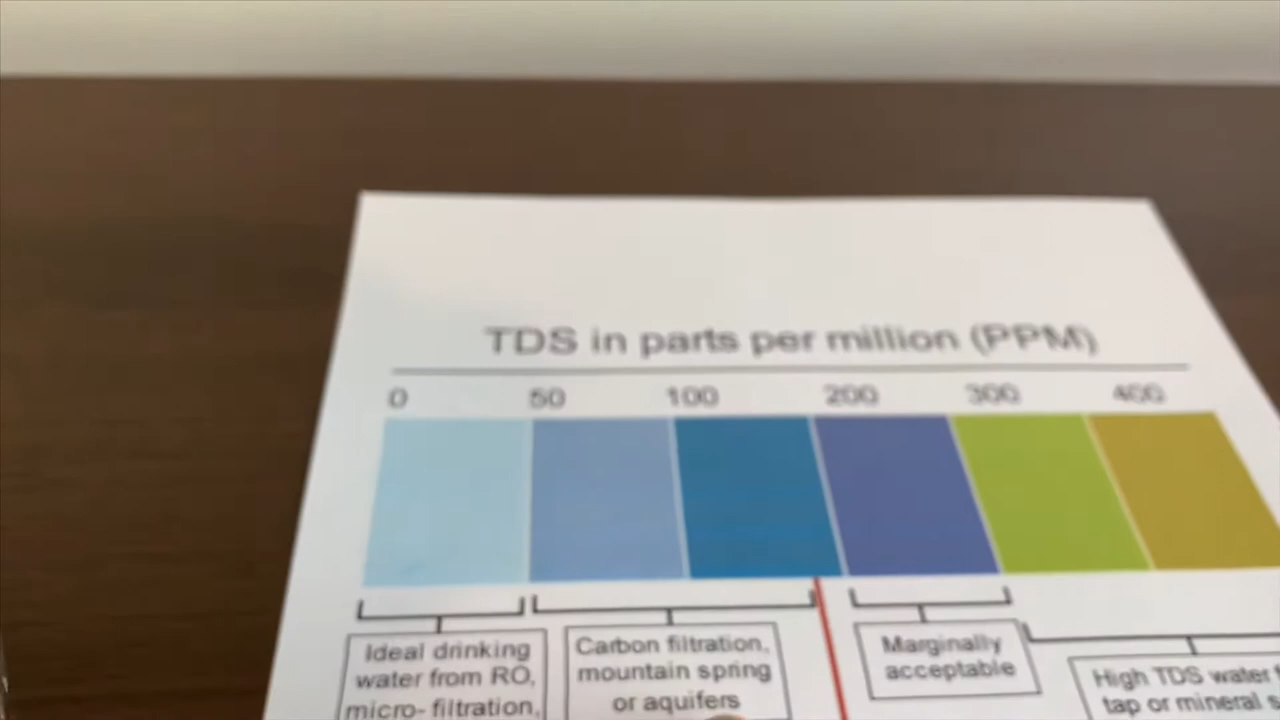 TDS in parts per million (PPM)
0 50 100 200 300 400
Ideal drinking
water from RO,
micro- filtration,
Carbon filtration,
mountain spring
or aquifers
Marginally
acceptable
High TDS water
tap or mineral s